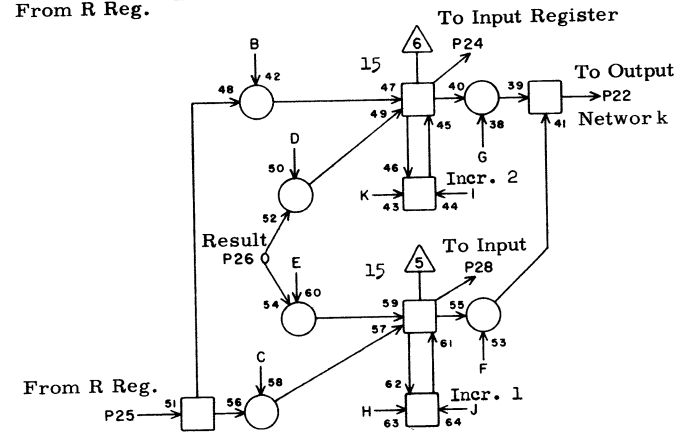 From R Reg.
To Input Register
B
6
P24
15
42
48
47
40
39
To Output
P22
49
45
38
41
Network
D
G
50
46
Incr. 2
K
I
43
44
52
Result
P26
To Input
E
15
5
P28
54
60
59
55
57
61
53
C
F
From R Reg.
58
62
51
56
Incr. 1
P25
H
J
63
64